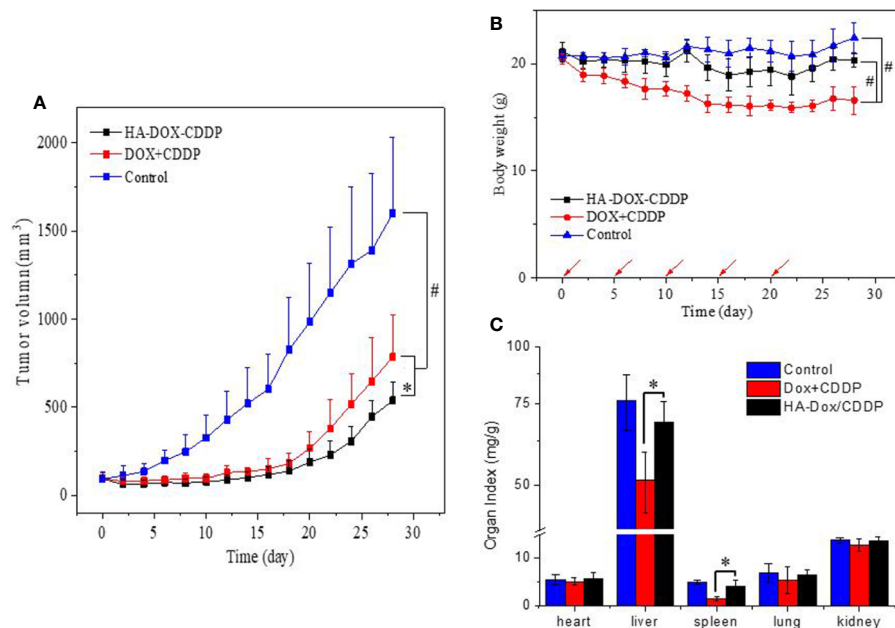 A
HA-DOX-CDDP
DOX+CDDP
Control
Tumor volumn(mm³)
2000
1500
1000
500
0
#
*
0 5 10 15 20 25 30
Time (day)
B
Body weight (g)
20
10
0
# #
HA-DOX-CDDP
DOX+CDDP
Control
0 5 10 15 20 25 30
Time (day)
C
Organ Index (mg/g)
100
75
50
10
0
*
*
Control
Dox+CDDP
HA-Dox/CDDP
heart liver spleen lung kidney